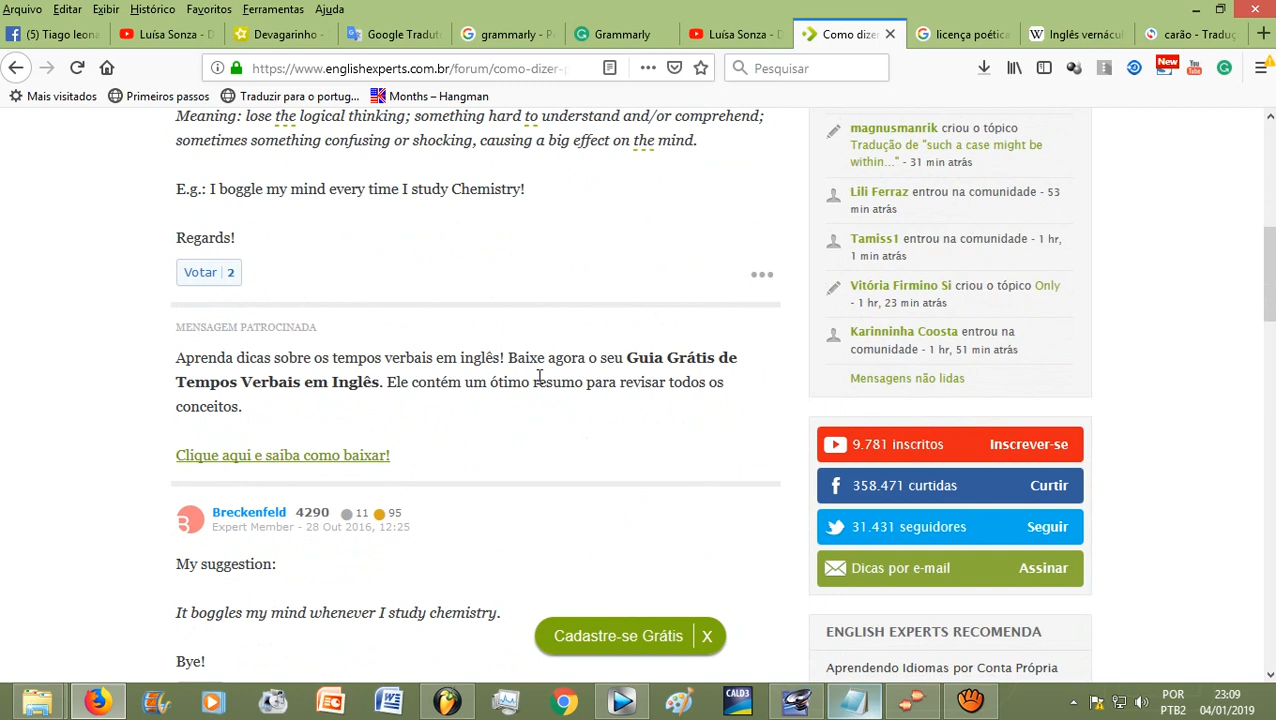 Arquivo Editar Exibir Histórico Favoritos Ferramentas Ajuda
(5) Tiago leona
Luísa Sonza - D
Devagarinho -
Google Tradut
grammarly - P
Grammarly
Luísa Sonza - D
Como dizer
licença poétic
Inglês vernácu
carão - Traduç
https://www.englishexperts.com.br/forum/como-dizer-p
Pesquisar
New
Mais visitados Primeiros passos Traduzir para o portug... Months – Hangman
Meaning: lose the logical thinking; something hard to understand and/or comprehend;
sometimes something confusing or shocking, causing a big effect on the mind.
E.g.: I boggle my mind every time I study Chemistry!
Regards!
Votar 2
MENSAGEM PATROCINADA
Aprenda dicas sobre os tempos verbais em inglês! Baixe agora o seu Guia Grátis de
Tempos Verbais em Inglês. Ele contém um ótimo resumo para revisar todos os
conceitos.
Clique aqui e saiba como baixar!
Breckenfeld 4290 11 95
Expert Member - 28 Out 2016, 12:25
My suggestion:
It boggles my mind whenever I study chemistry.
Bye!
Cadastre-se Grátis X
magnusmanrik criou o tópico
Tradução de "such a case might be
within..." - 31 min atrás
Lili Ferraz entrou na comunidade - 53
min atrás
Tamiss1 entrou na comunidade - 1 hr,
1 min atrás
Vitória Firmino Si criou o tópico Only
- 1 hr, 23 min atrás
Karinninha Coosta entrou na
comunidade - 1 hr, 51 min atrás
Mensagens não lidas
9.781 inscritos Inscrever-se
358.471 curtidas Curtir
31.431 seguidores Seguir
Dicas por e-mail Assinar
ENGLISH EXPERTS RECOMENDA
Aprendendo Idiomas por Conta Própria
CALD3
POR
PTB2
23:09
04/01/2019